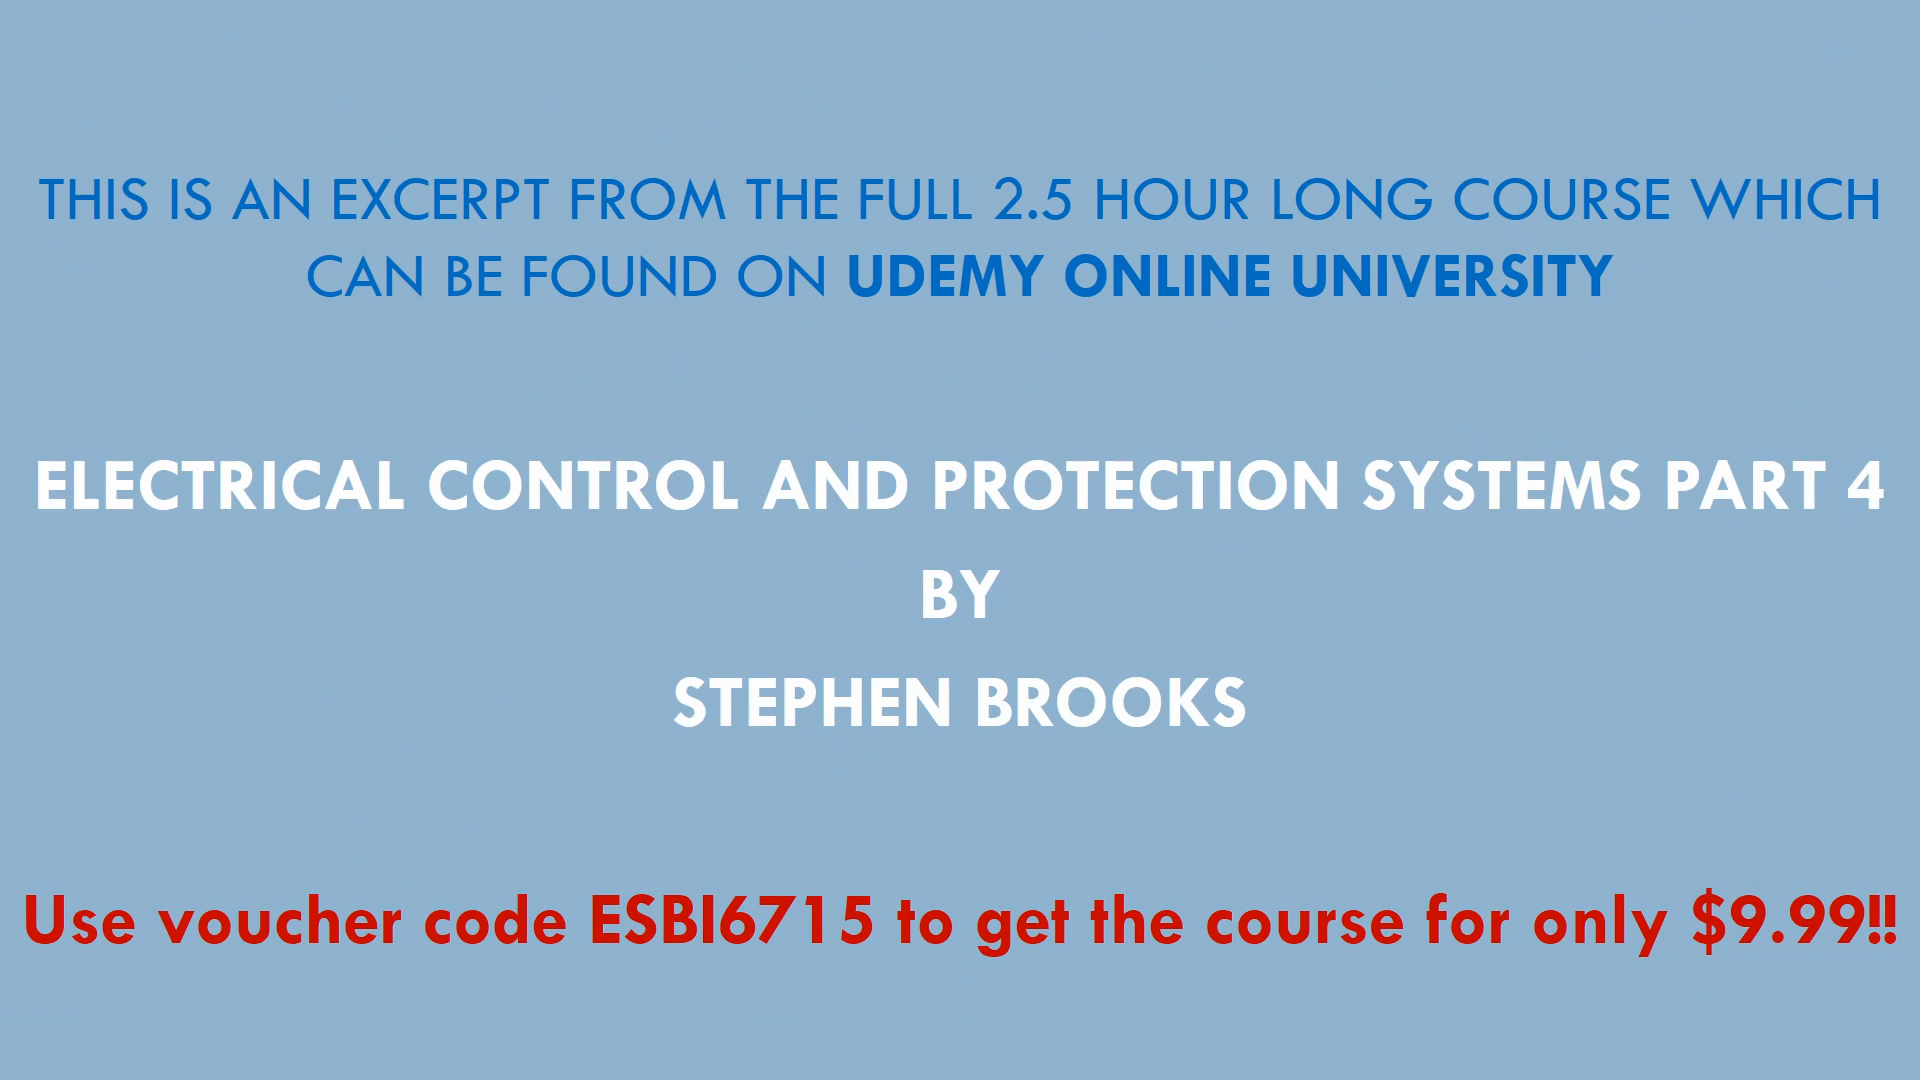 THIS IS AN EXCERPT FROM THE FULL 2.5 HOUR LONG COURSE WHICH
CAN BE FOUND ON UDEMY ONLINE UNIVERSITY
ELECTRICAL CONTROL AND PROTECTION SYSTEMS PART 4
BY
STEPHEN BROOKS
Use voucher code ESBI6715 to get the course for only $9.99!!